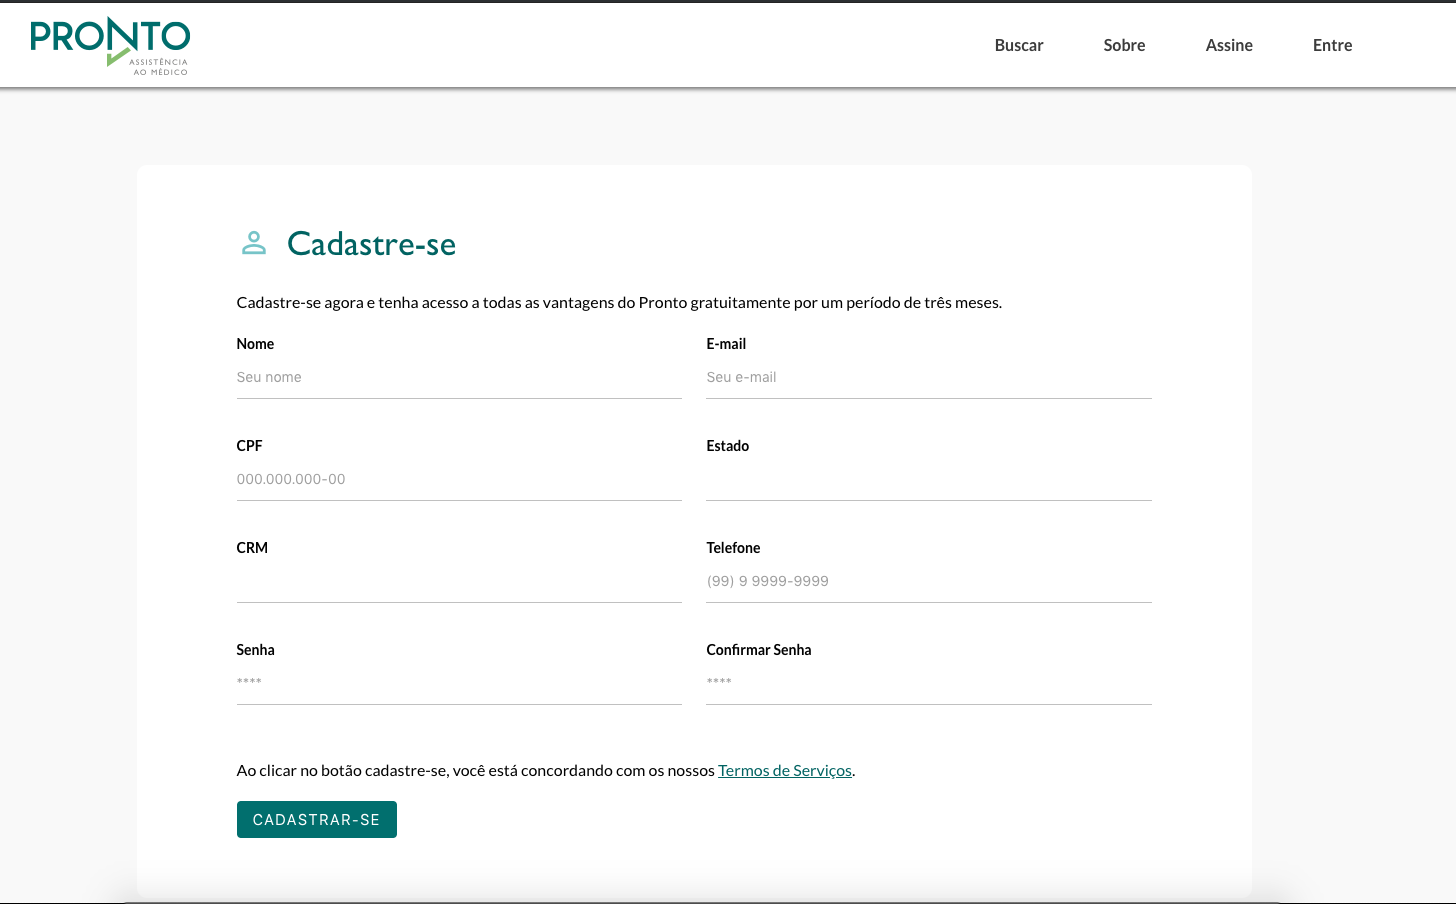 PRONTO
ASSISTÊNCIA
AO MÉDICO
Buscar Sobre Assine Entre
Cadastre-se
Cadastre-se agora e tenha acesso a todas as vantagens do Pronto gratuitamente por um período de três meses.
Nome E-mail
Seu nome Seu e-mail
CPF Estado
000.000.000-00
CRM Telefone
(99) 9 9999-9999
Senha Confirmar Senha
**** ****
Ao clicar no botão cadastre-se, você está concordando com os nossos Termos de Serviços.
CADASTRAR-SE